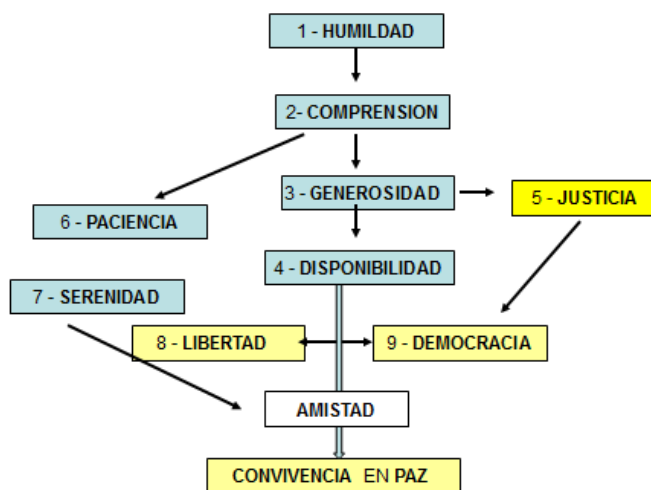 1 - HUMILDAD
2- COMPRENSION
3 - GENEROSIDAD
5 - JUSTICIA
6 - PACIENCIA
4 - DISPONIBILIDAD
7 - SERENIDAD
8 - LIBERTAD
9 - DEMOCRACIA
AMISTAD
CONVIVENCIA EN PAZ